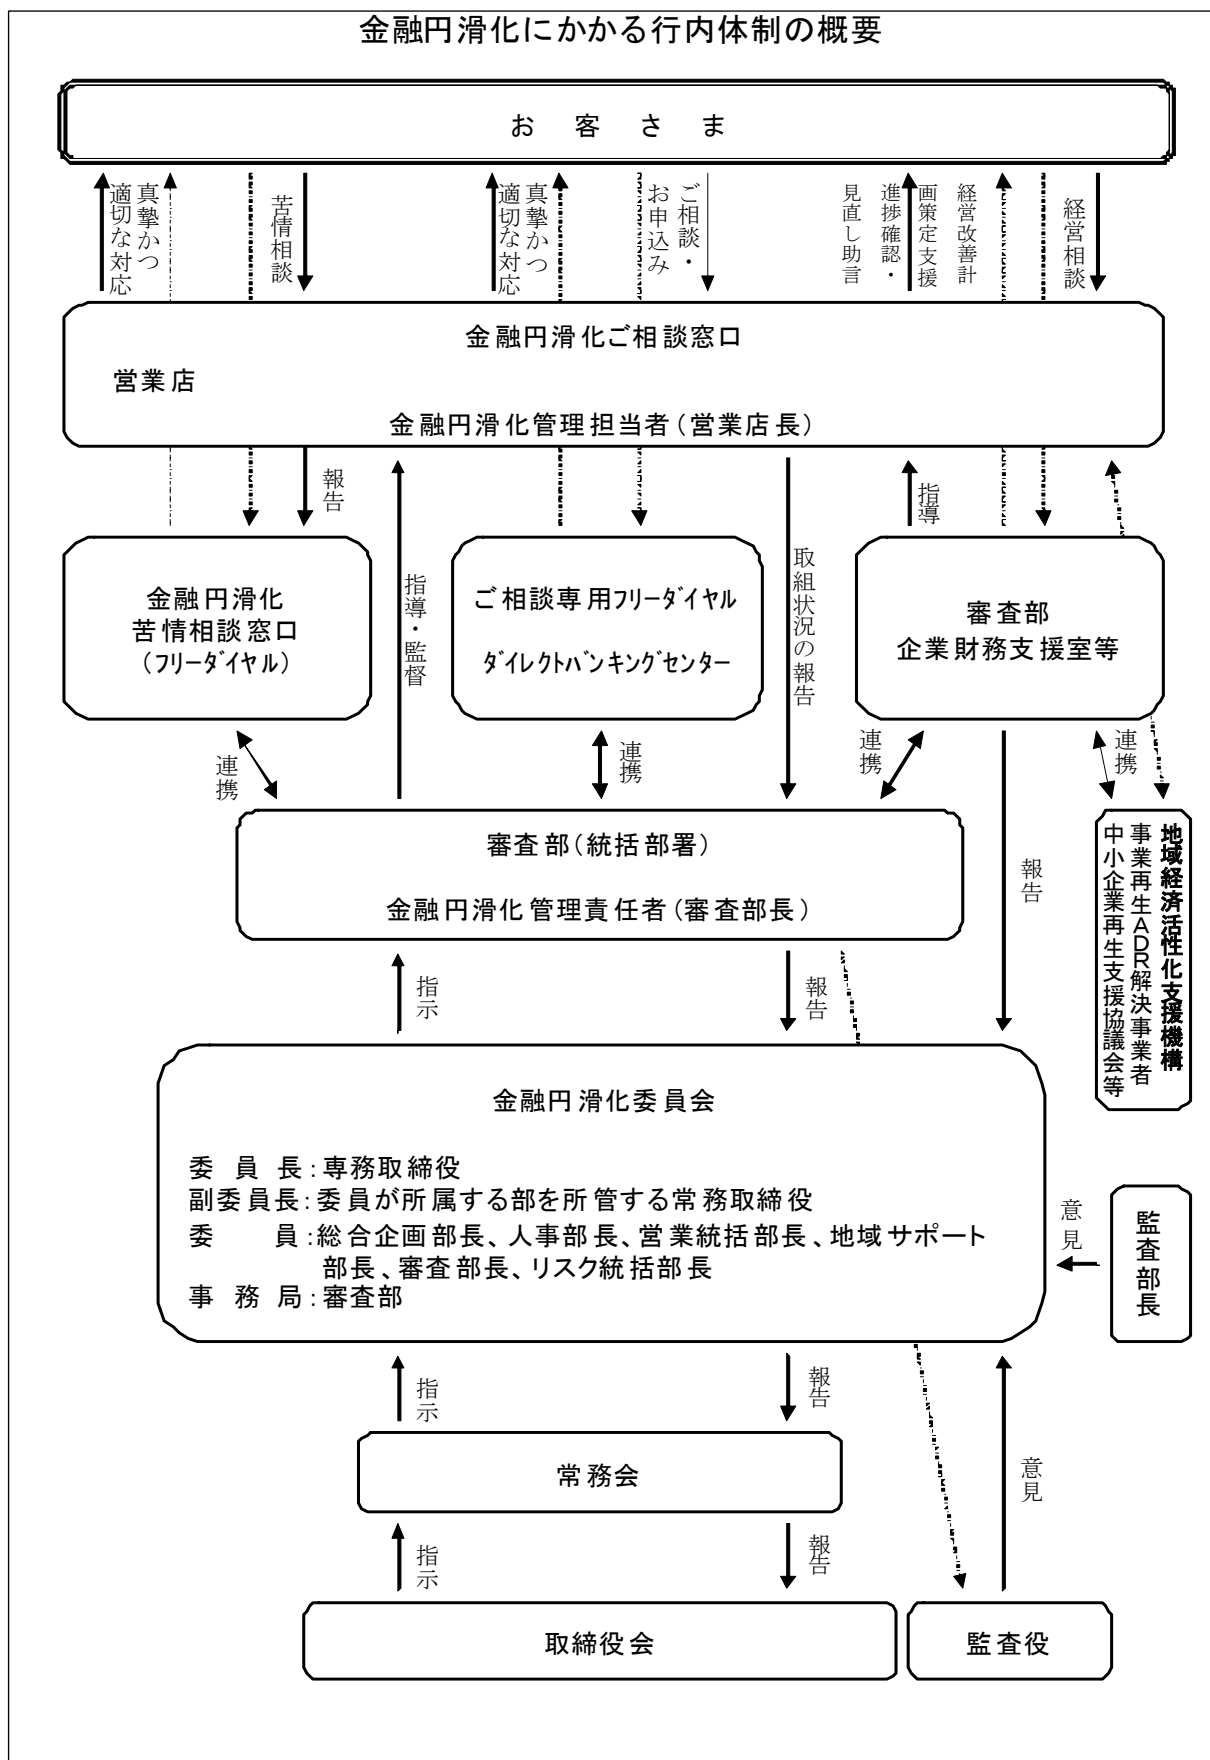 金融円滑化にかかる行内体制の概要
お客さま
真摯かつ
適切な対応
苦情相談
真摯かつ
適切な対応
ご相談・
お申込み
経営改善計
画策定支援
進捗確認・
見直し助言
経営相談
金融円滑化ご相談窓口
営業店
金融円滑化管理担当者(営業店長)
報告
指導・監督
取組状況の報告
指導
金融円滑化
苦情相談窓口
(フリーダイヤル)
ご相談専用フリーダイヤル
ダイレクトバンキングセンター
審査部
企業財務支援室等
連携
連携
連携
連携
審査部(統括部署)
金融円滑化管理責任者(審査部長)
報告
地域経済活性化支援機構
事業再生ADR解決事業者
中小企業再生支援協議会等
指示
報告
金融円滑化委員会
委員長:専務取締役
副委員長:委員が所属する部を所管する常務取締役
委員:総合企画部長、人事部長、営業統括部長、地域サポート
部長、審査部長、リスク統括部長
事務局:審査部
意見
監査部長
指示
報告
常務会
意見
指示
報告
取締役会
監査役